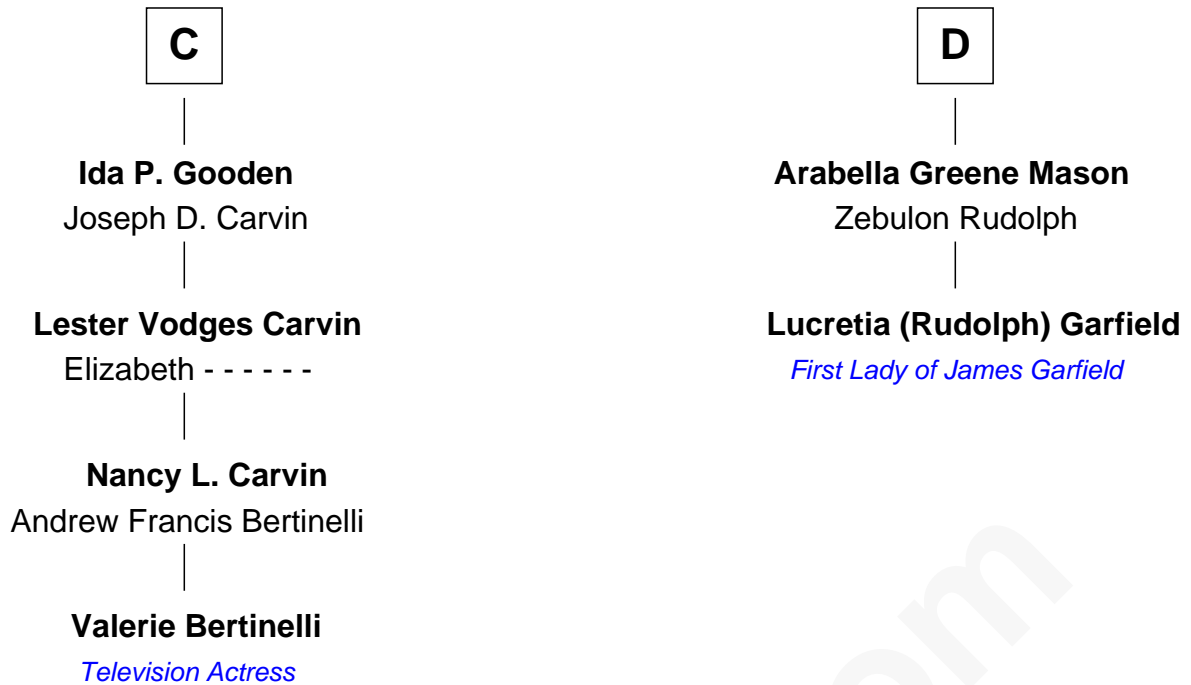 C
Ida P. Gooden
Joseph D. Carvin
Lester Vodges Carvin
Elizabeth - - - - - -
Nancy L. Carvin
Andrew Francis Bertinelli
Valerie Bertinelli
Television Actress
D
Arabella Greene Mason
Zebulon Rudolph
Lucretia (Rudolph) Garfield
First Lady of James Garfield
om